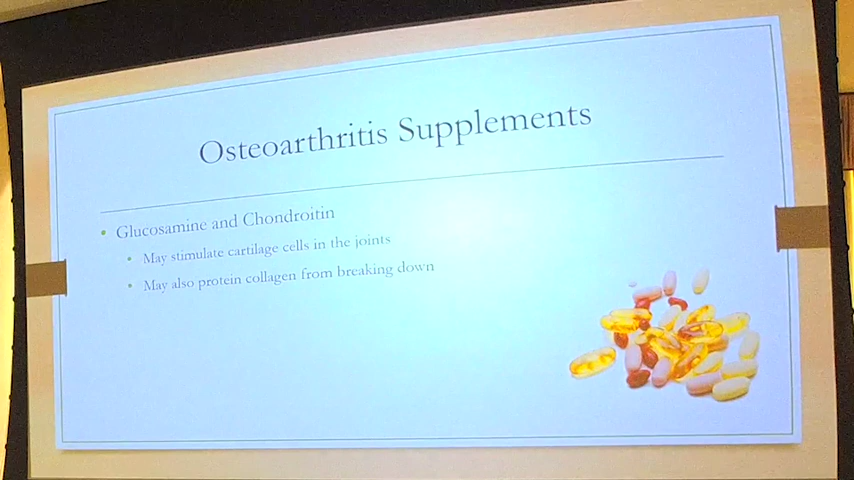 Osteoarthritis Supplements
Glucosamine and Chondroitin
May stimulate cartilage cells in the joints
May also protein collagen from breaking down